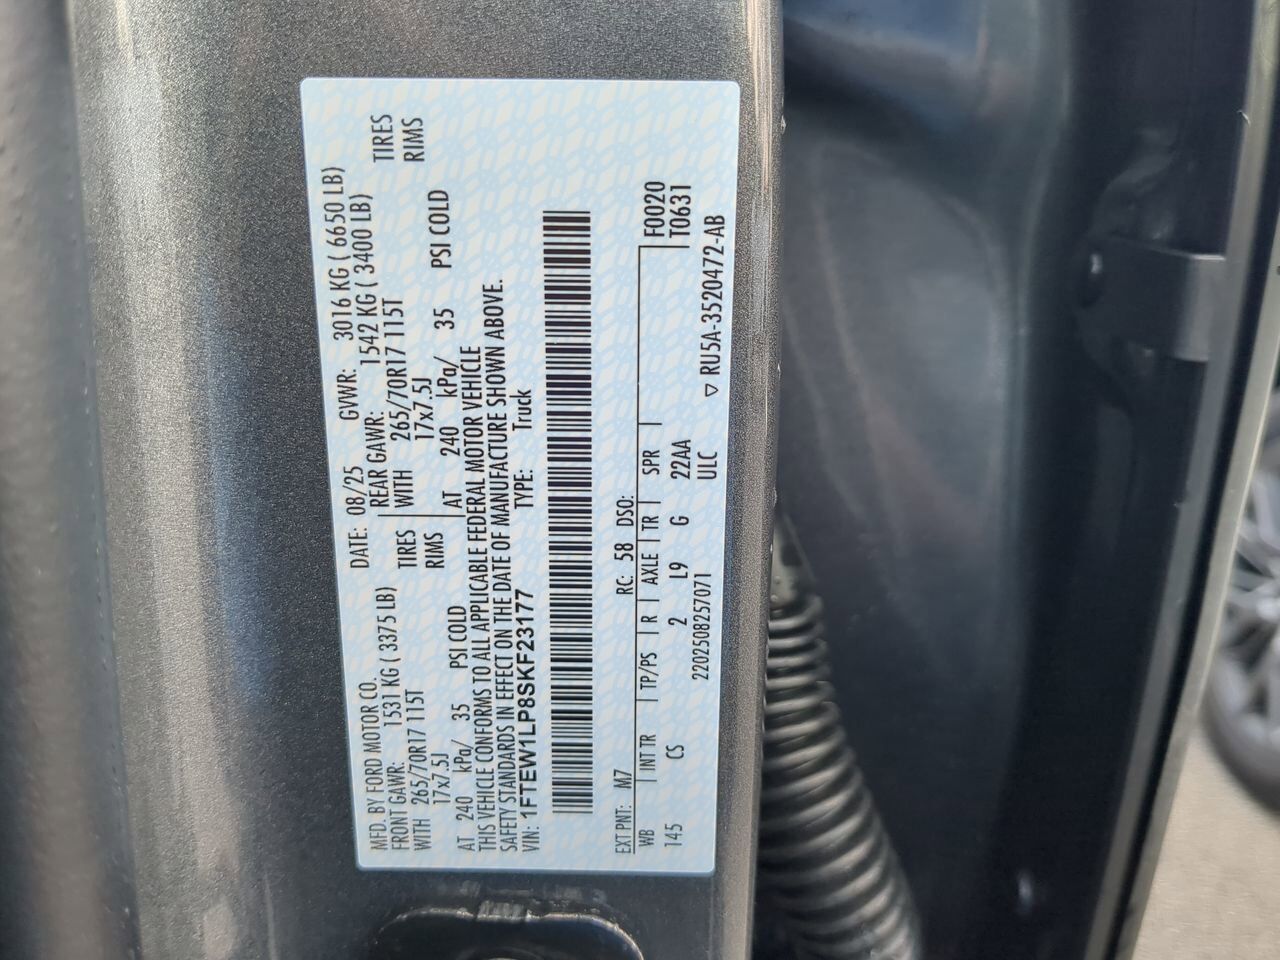 MFD. BY FORD MOTOR CO. DATE: 08/25 GVWR: 3016 KG ( 6650 LB)
FRONT GAWR: 1531 KG ( 3375 LB) REAR GAWR: 1542 KG ( 3400 LB)
WITH 265/70R17 115T TIRES WITH 265/70R17 115T TIRES
17x7.5J RIMS 17x7.5J RIMS
AT 240 kPa/ 35 PSI COLD AT 240 kPa/ 35 PSI COLD
THIS VEHICLE CONFORMS TO ALL APPLICABLE FEDERAL MOTOR VEHICLE
SAFETY STANDARDS IN EFFECT ON THE DATE OF MANUFACTURE SHOWN ABOVE.
VIN: 1FTEW1LP8SKF23177 TYPE: Truck
EXT PNT: M7 RC: 58 DSO: F0020
WB | INT TR | TP/PS | R | AXLE | TR | SPR | T0631
145 CS 2 L9 G 22AA
220250825​7071 ULC ▽ RU5A-3520472-AB